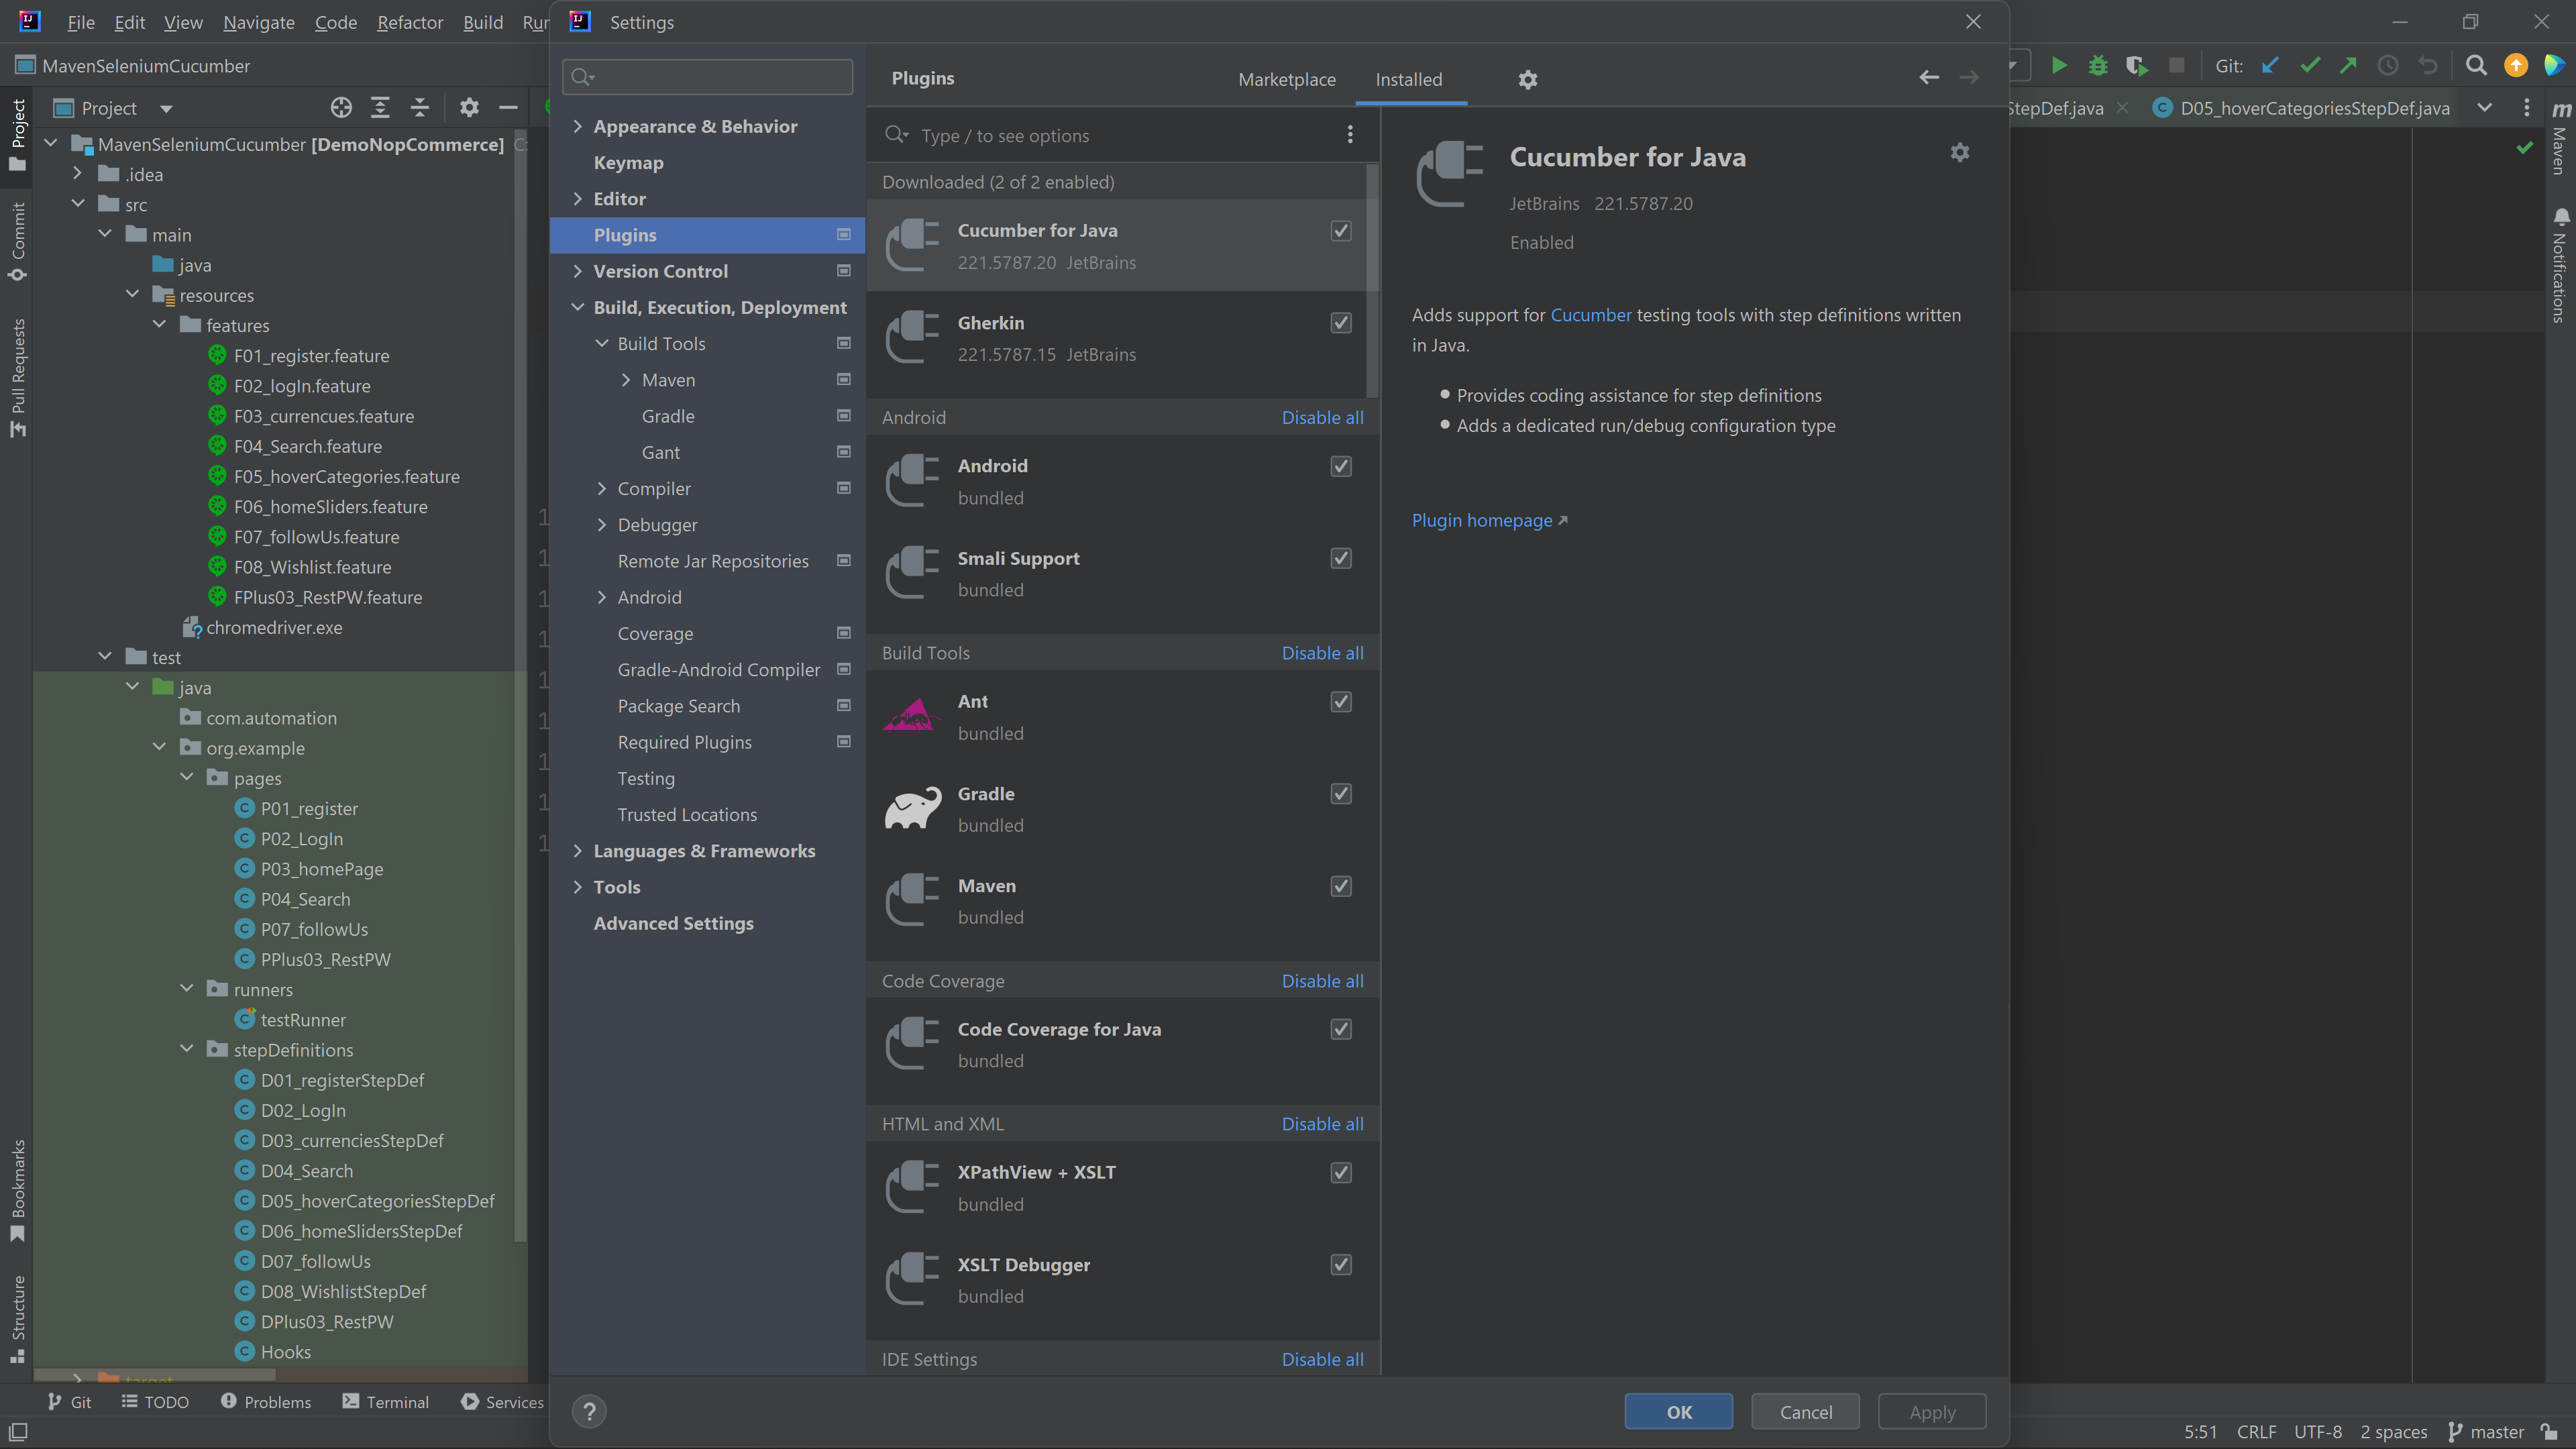 File Edit View Navigate Code Refactor Build
Settings
MavenSeleniumCucumber
Git:
Project
MavenSeleniumCucumber [DemoNopCommerce]
.idea
src
main
java
resources
features
F01_register.feature
F02_logIn.feature
F03_currencues.feature
F04_Search.feature
F05_hoverCategories.feature
F06_homeSliders.feature
F07_followUs.feature
F08_Wishlist.feature
FPlus03_RestPW.feature
chromedriver.exe
test
java
com.automation
org.example
pages
P01_register
P02_LogIn
P03_homePage
P04_Search
P07_followUs
PPlus03_RestPW
runners
testRunner
stepDefinitions
D01_registerStepDef
D02_LogIn
D03_currenciesStepDef
D04_Search
D05_hoverCategoriesStepDef
D06_homeSlidersStepDef
D07_followUs
D08_WishlistStepDef
DPlus03_RestPW
Hooks
Project
Commit
Pull Requests
Bookmarks
Structure
Appearance & Behavior
Keymap
Editor
Plugins
Version Control
Build, Execution, Deployment
Build Tools
Maven
Gradle
Gant
Compiler
Debugger
Remote Jar Repositories
Android
Coverage
Gradle-Android Compiler
Package Search
Required Plugins
Testing
Trusted Locations
Languages & Frameworks
Tools
Advanced Settings
Plugins Marketplace Installed
Type / to see options
Downloaded (2 of 2 enabled)
Cucumber for Java
221.5787.20 JetBrains
Gherkin
221.5787.15 JetBrains
Android Disable all
Android
bundled
Smali Support
bundled
Build Tools Disable all
Ant
bundled
Gradle
bundled
Maven
bundled
Code Coverage Disable all
Code Coverage for Java
bundled
HTML and XML Disable all
XPathView + XSLT
bundled
XSLT Debugger
bundled
IDE Settings Disable all
Cucumber for Java
JetBrains 221.5787.20
Enabled
Adds support for Cucumber testing tools with step definitions written
in Java.
Provides coding assistance for step definitions
Adds a dedicated run/debug configuration type
Plugin homepage
StepDef.java D05_hoverCategoriesStepDef.java
Maven
Notifications
OK Cancel Apply
Git TODO Problems Terminal Services
5:51 CRLF UTF-8 2 spaces master